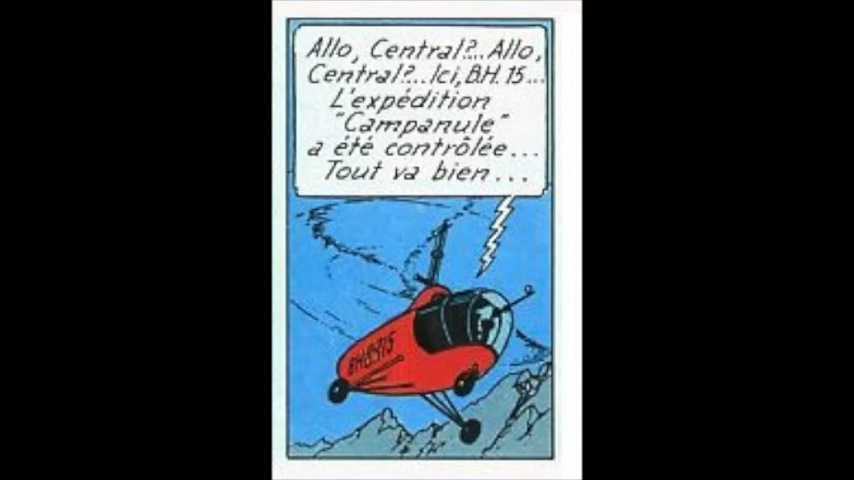 Allo, Central?...Allo,
Central?...Ici, B.H. 15...
L'expédition
"Campanule"
a été contrôlée...
Tout va bien...